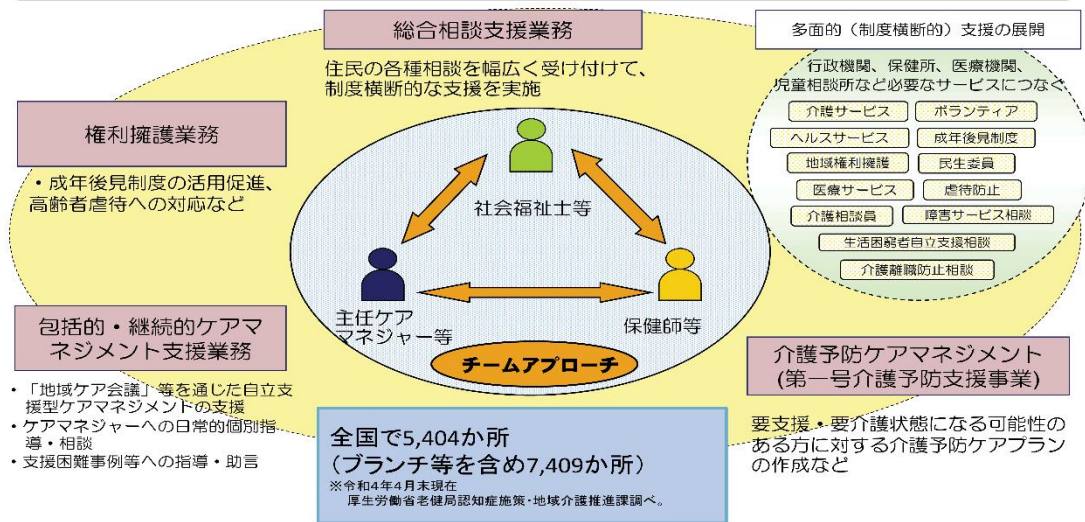 総合相談支援業務
住民の各種相談を幅広く受け付けて、
制度横断的な支援を実施
多面的（制度横断的）支援の展開
行政機関、保健所、医療機関、
児童相談所など必要なサービスにつなぐ
介護サービス
ボランティア
ヘルスサービス
成年後見制度
地域権利擁護
民生委員
医療サービス
虐待防止
介護相談員
障害サービス相談
生活困窮者自立支援相談
介護離職防止相談
権利擁護業務
・成年後見制度の活用促進、
高齢者虐待への対応など
社会福祉士等
主任ケア
マネジャー等
保健師等
チームアプローチ
包括的・継続的ケアマ
ネジメント支援業務
・「地域ケア会議」等を通じた自立支
援型ケアマネジメントの支援
・ケアマネジャーへの日常的個別指
導・相談
・支援困難事例等への指導・助言
介護予防ケアマネジメント
(第一号介護予防支援事業)
要支援・要介護状態になる可能性の
ある方に対する介護予防ケアプラン
の作成など
全国で5,404か所
（ブランチ等を含め7,409か所）
※令和4年4月末現在
厚生労働省老健局認知症施策・地域介護推進課調べ。